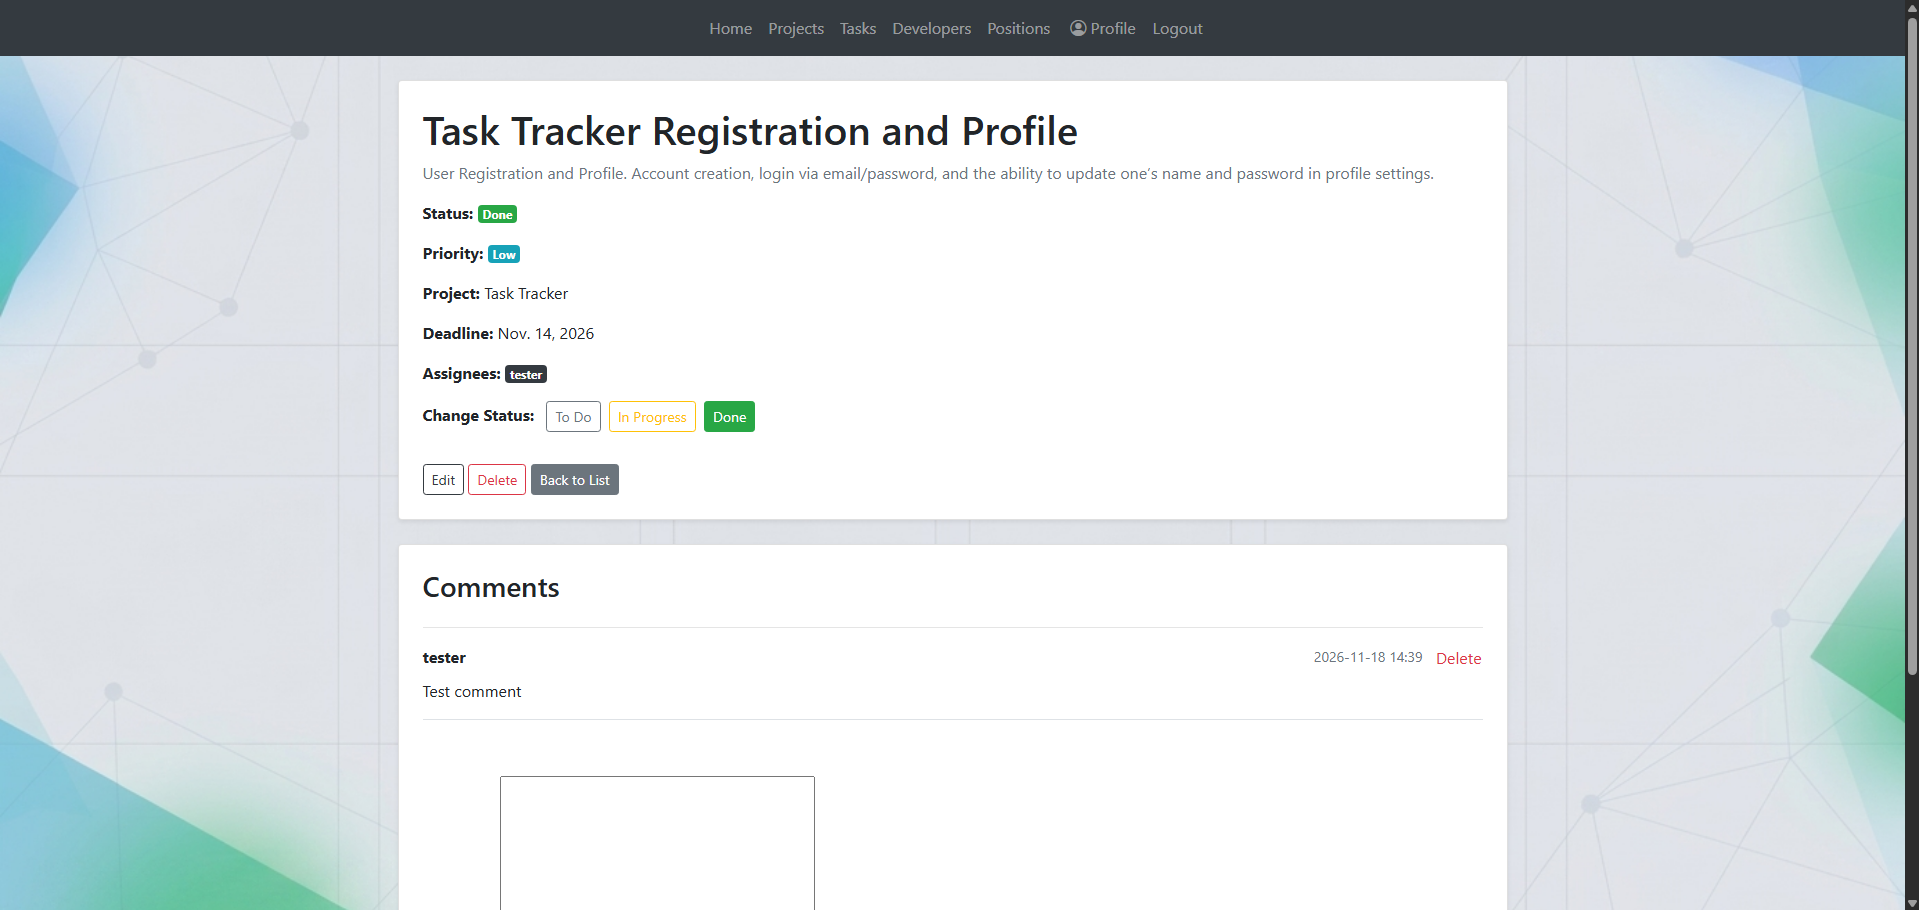 Home Projects Tasks Developers Positions Profile Logout
Task Tracker Registration and Profile
User Registration and Profile. Account creation, login via email/password, and the ability to update one’s name and password in profile settings.
Status: Done
Priority: Low
Project: Task Tracker
Deadline: Nov. 14, 2026
Assignees: tester
Change Status: To Do In Progress Done
Edit Delete Back to List
Comments
tester 2026-11-18 14:39 Delete
Test comment